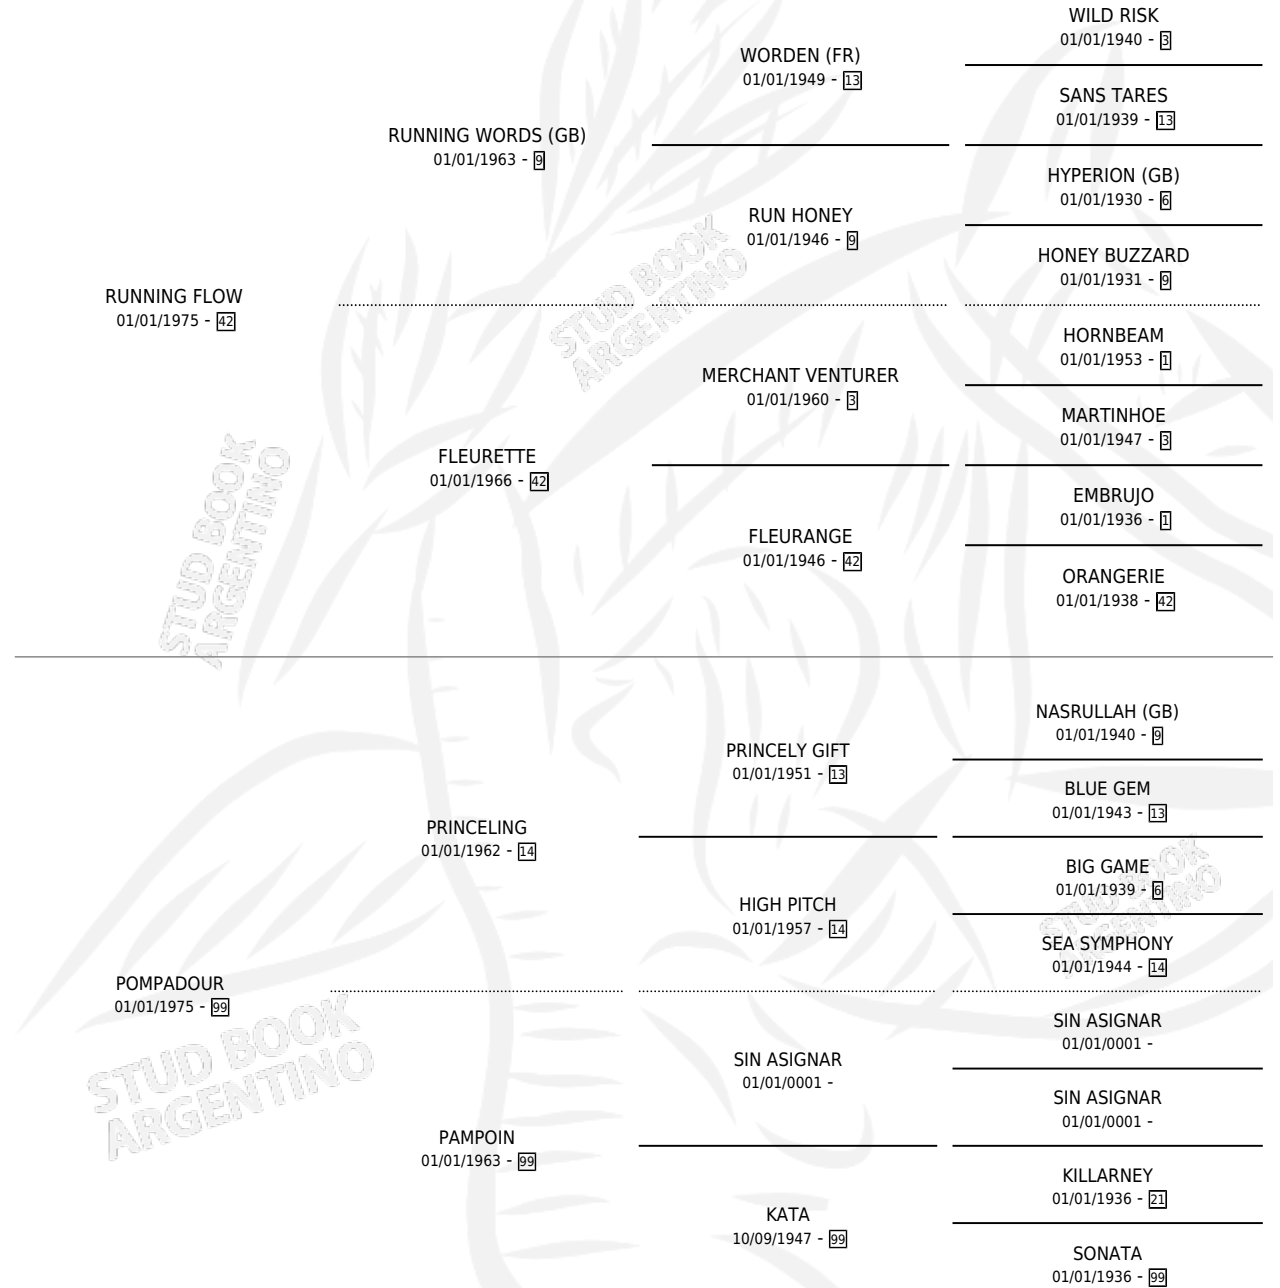 WILD RISK
01/01/1940 - 3
WORDEN (FR)
01/01/1949 - 13
SANS TARES
01/01/1939 - 13
RUNNING WORDS (GB)
01/01/1963 - 9
HYPERION (GB)
01/01/1930 - 6
RUN HONEY
01/01/1946 - 9
HONEY BUZZARD
01/01/1931 - 9
RUNNING FLOW
01/01/1975 - 42
HORNBEAM
01/01/1953 - 1
MERCHANT VENTURER
01/01/1960 - 3
MARTINHOE
01/01/1947 - 3
FLEURETTE
01/01/1966 - 42
EMBRUJO
01/01/1936 - 1
FLEURANGE
01/01/1946 - 42
ORANGERIE
01/01/1938 - 42
NASRULLAH (GB)
01/01/1940 - 9
PRINCELY GIFT
01/01/1951 - 13
BLUE GEM
01/01/1943 - 13
PRINCELING
01/01/1962 - 14
BIG GAME
01/01/1939 - 6
HIGH PITCH
01/01/1957 - 14
SEA SYMPHONY
01/01/1944 - 14
POMPADOUR
01/01/1975 - 99
SIN ASIGNAR
01/01/0001 -
SIN ASIGNAR
01/01/0001 -
SIN ASIGNAR
01/01/0001 -
PAMPOIN
01/01/1963 - 99
KILLARNEY
01/01/1936 - 21
KATA
10/09/1947 - 99
SONATA
01/01/1936 - 99
STUD BOOK
ARGENTINO
STUD BOOK
ARGENTINO
STUD BOOK
ARGENTINO
STUD BOOK
ARGENTINO